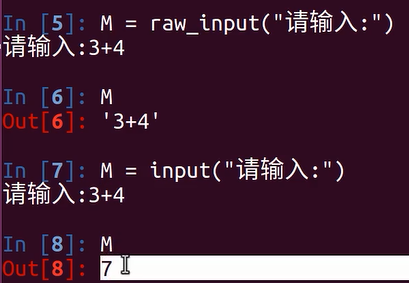 In [5]: M = raw_input("请输入:")
请输入:3+4
In [6]: M
Out[6]: '3+4'
In [7]: M = input("请输入:")
请输入:3+4
In [8]: M
Out[8]: 7